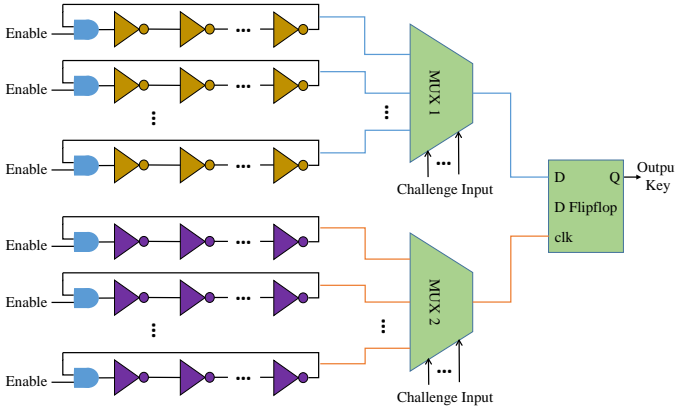 Enable
Enable
Enable
MUX 1
Challenge Input
D Q
D Flipflop
clk
Outpu
Key
Enable
Enable
Enable
MUX 2
Challenge Input